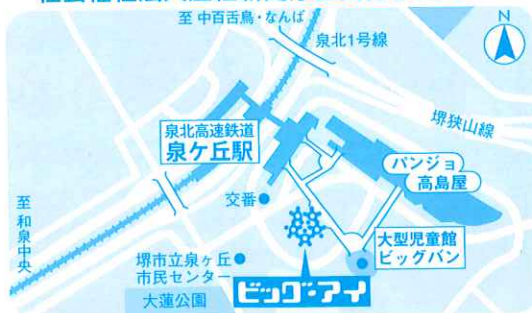 至 中百舌鳥・なんば
泉北1号線
N
堺狭山線
泉北高速鉄道
泉ケ丘駅
パンジョ
高島屋
至 和泉中央
交番
大型児童館
ビッグバン
堺市立泉ヶ丘
市民センター
大蓮公園
ビッグ・アイ